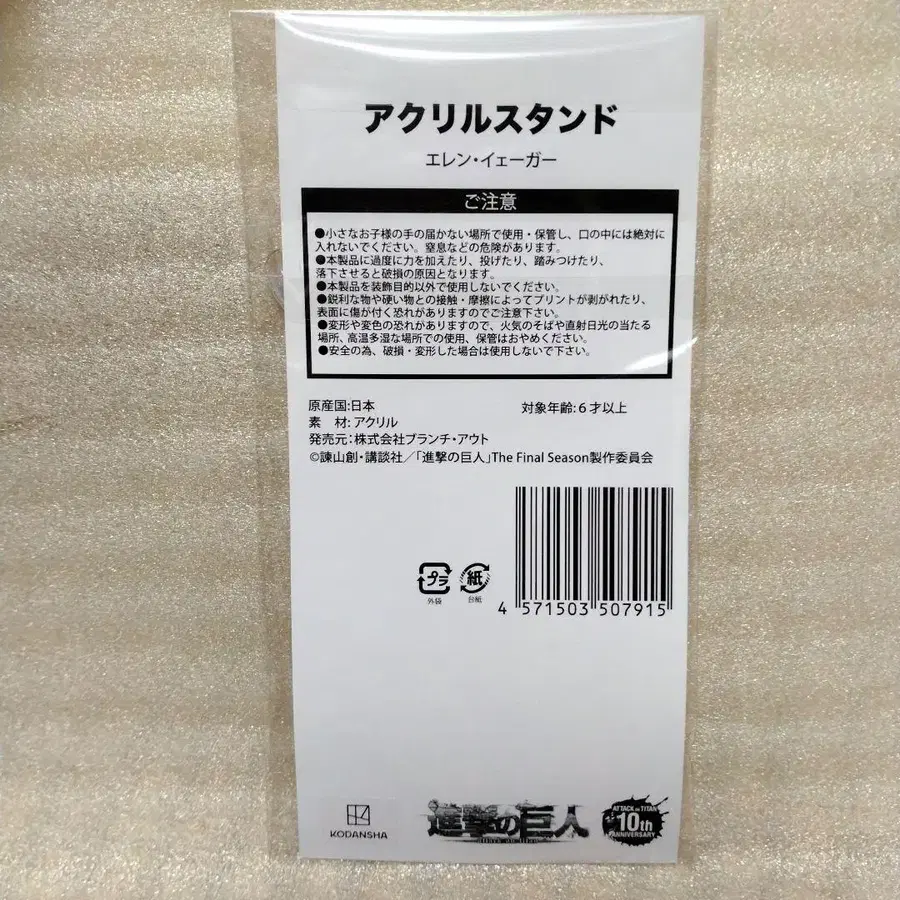 アクリルスタンド
エレン・イェーガー
ご注意
●小さなお子様の手の届かない場所で使用・保管し、口の中には絶対に
入れないでください。窒息などの危険があります。
●本製品に過度に力を加えたり、投げたり、踏みつけたり、
落下させると破損の原因となります。
●本製品を装飾目的以外で使用しないでください。
●鋭利な物や硬い物との接触・摩擦によってプリントが剥がれたり、
表面に傷が付く恐れがありますのでご注意下さい。
●変形や変色の恐れがありますので、火気のそばや直射日光の当たる
場所、高温多湿な場所での使用、保管はおやめください。
●安全の為、破損・変形した場合は使用しないで下さい。
原産国:日本 対象年齢:6才以上
素 材:アクリル
発売元:株式会社ブランチ・アウト
©諫山創・講談社/「進撃の巨人」The Final Season製作委員会
プラ 紙
外袋 台紙
4 571503 507915
KODANSHA
進撃の巨人
attack on titan
ATTACK on TITAN
10th
ANNIVERSARY